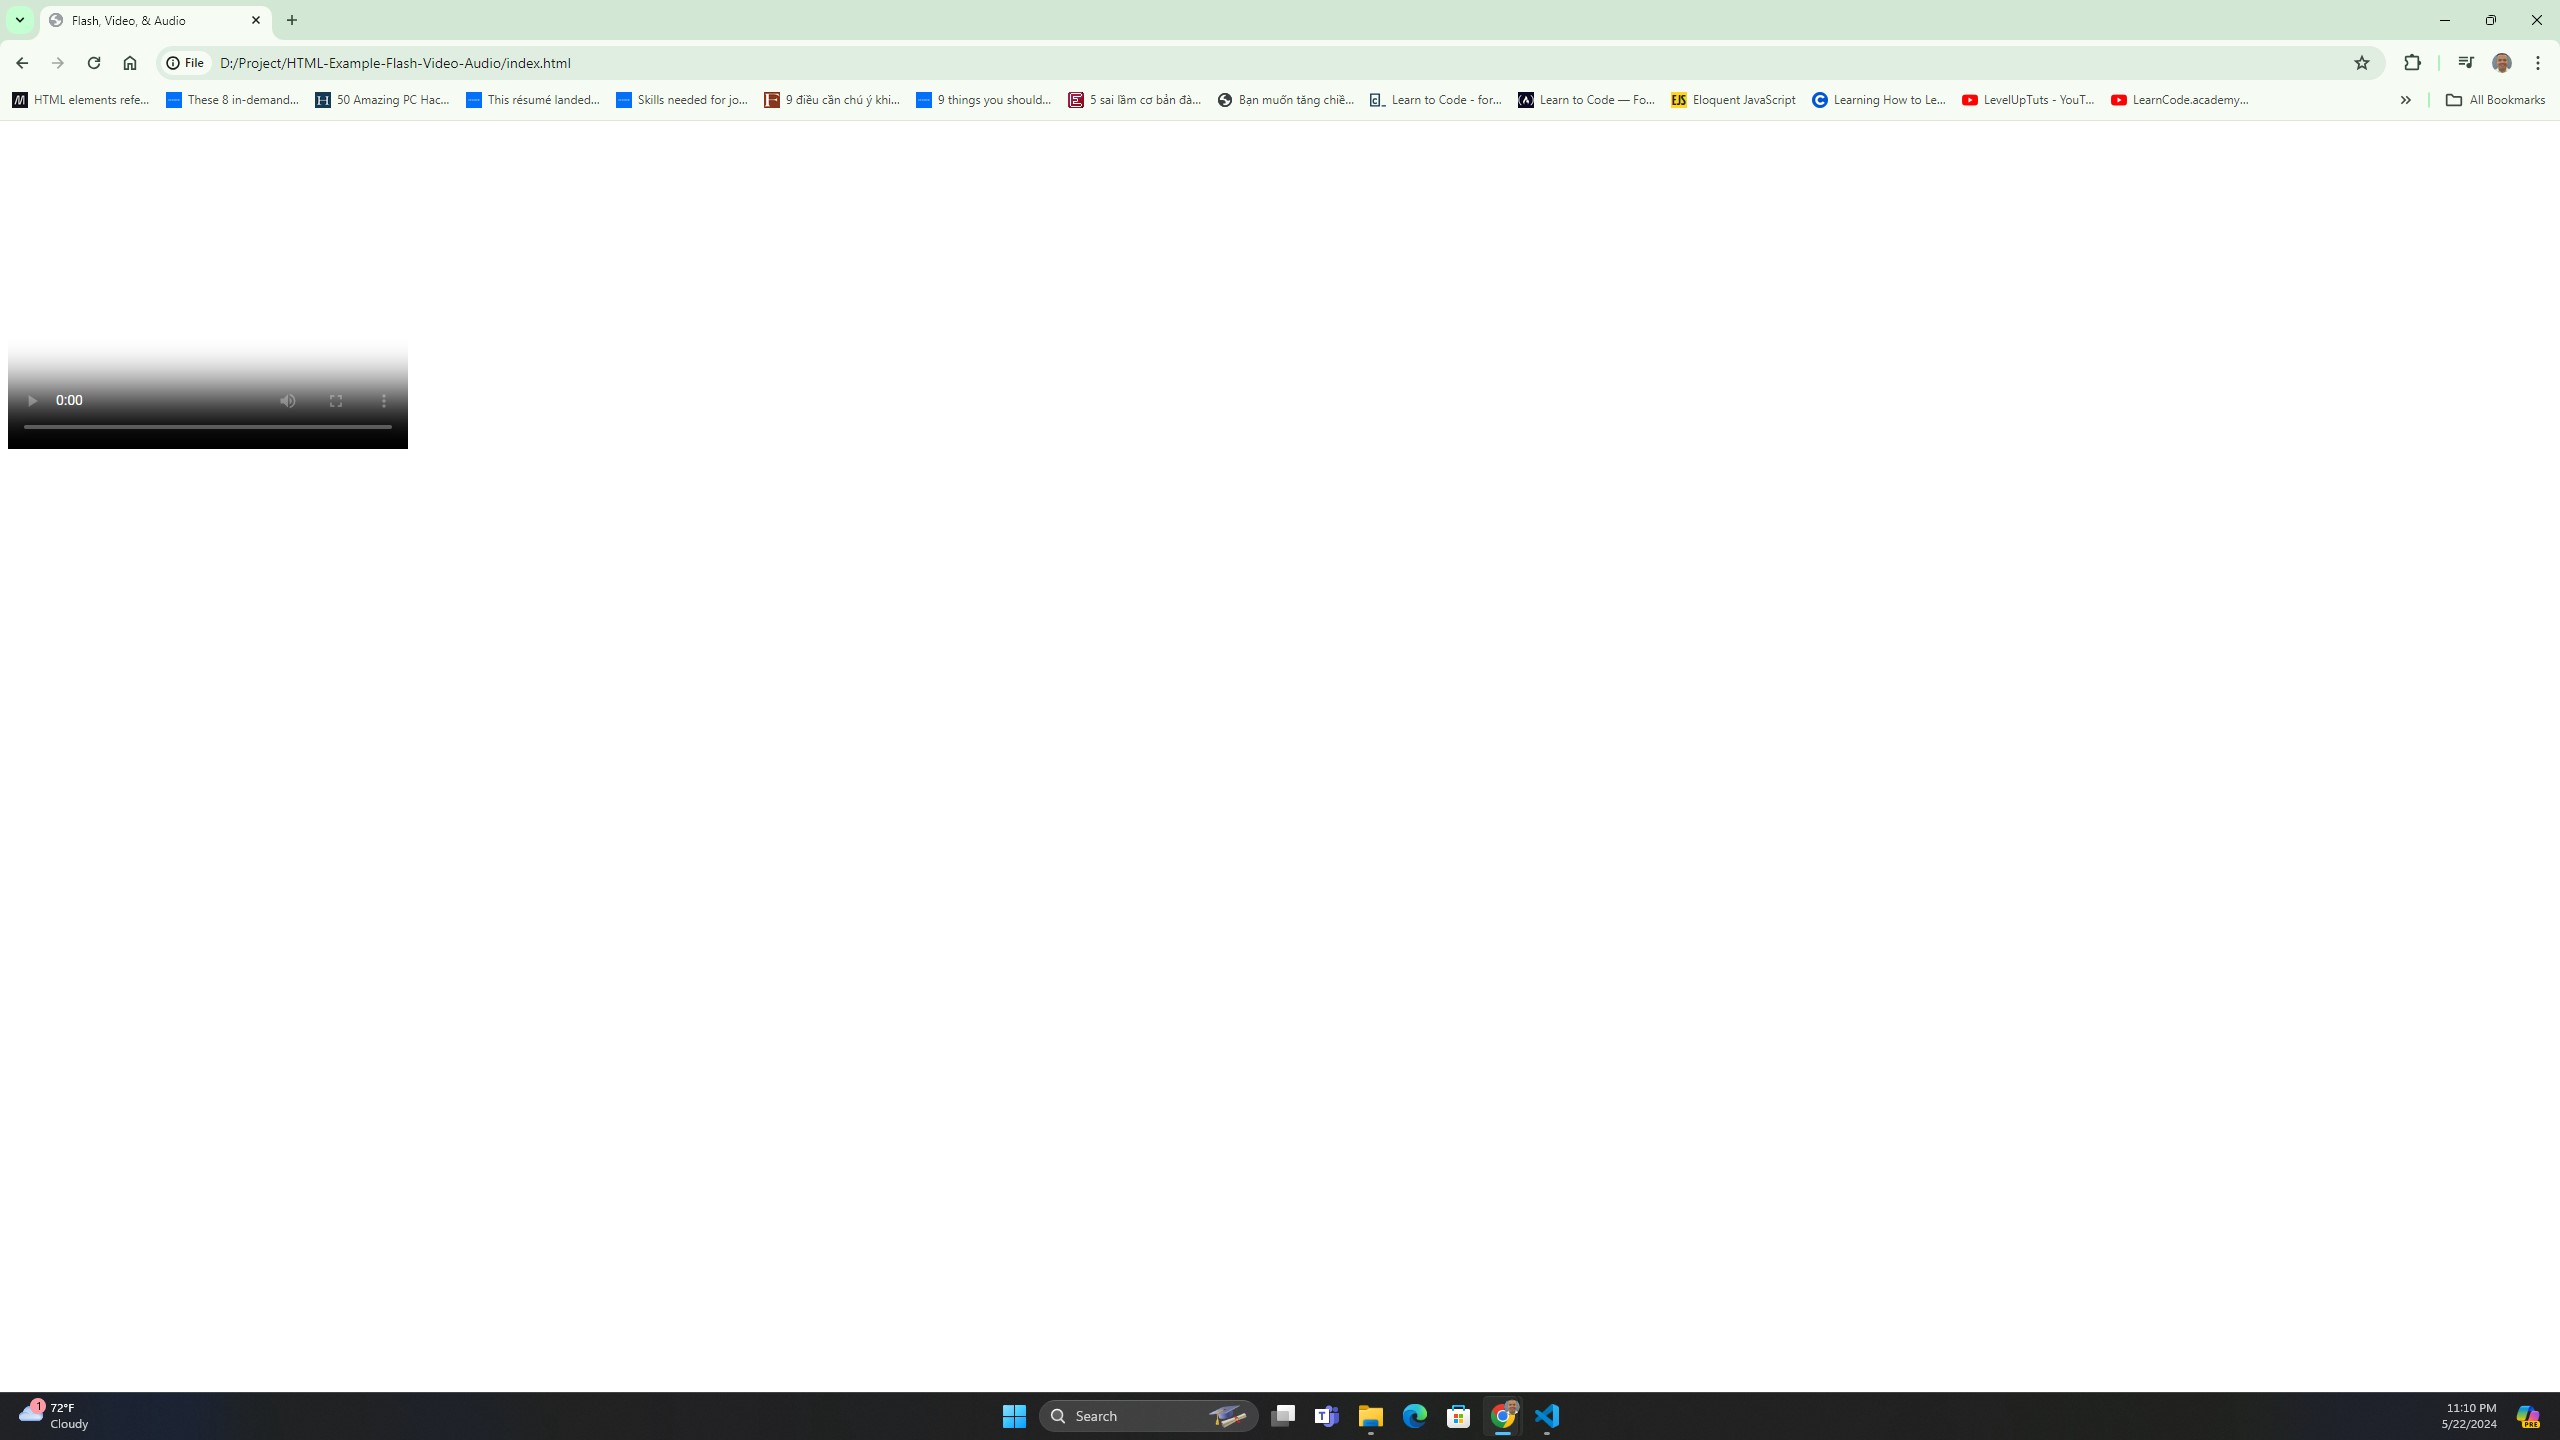 Flash, Video, & Audio
File
D:/Project/HTML-Example-Flash-Video-Audio/index.html
HTML elements refe...
These 8 in-demand...
50 Amazing PC Hac...
This résumé landed...
Skills needed for jo...
9 điều cần chú ý khi...
9 things you should...
5 sai lầm cơ bản đà...
Bạn muốn tăng chiề...
Learn to Code - for...
Learn to Code — Fo...
EJS
Eloquent JavaScript
Learning How to Le...
LevelUpTuts - YouT...
LearnCode.academy...
All Bookmarks
0:00
1
72°F
Cloudy
Search
11:10 PM
5/22/2024
PRE